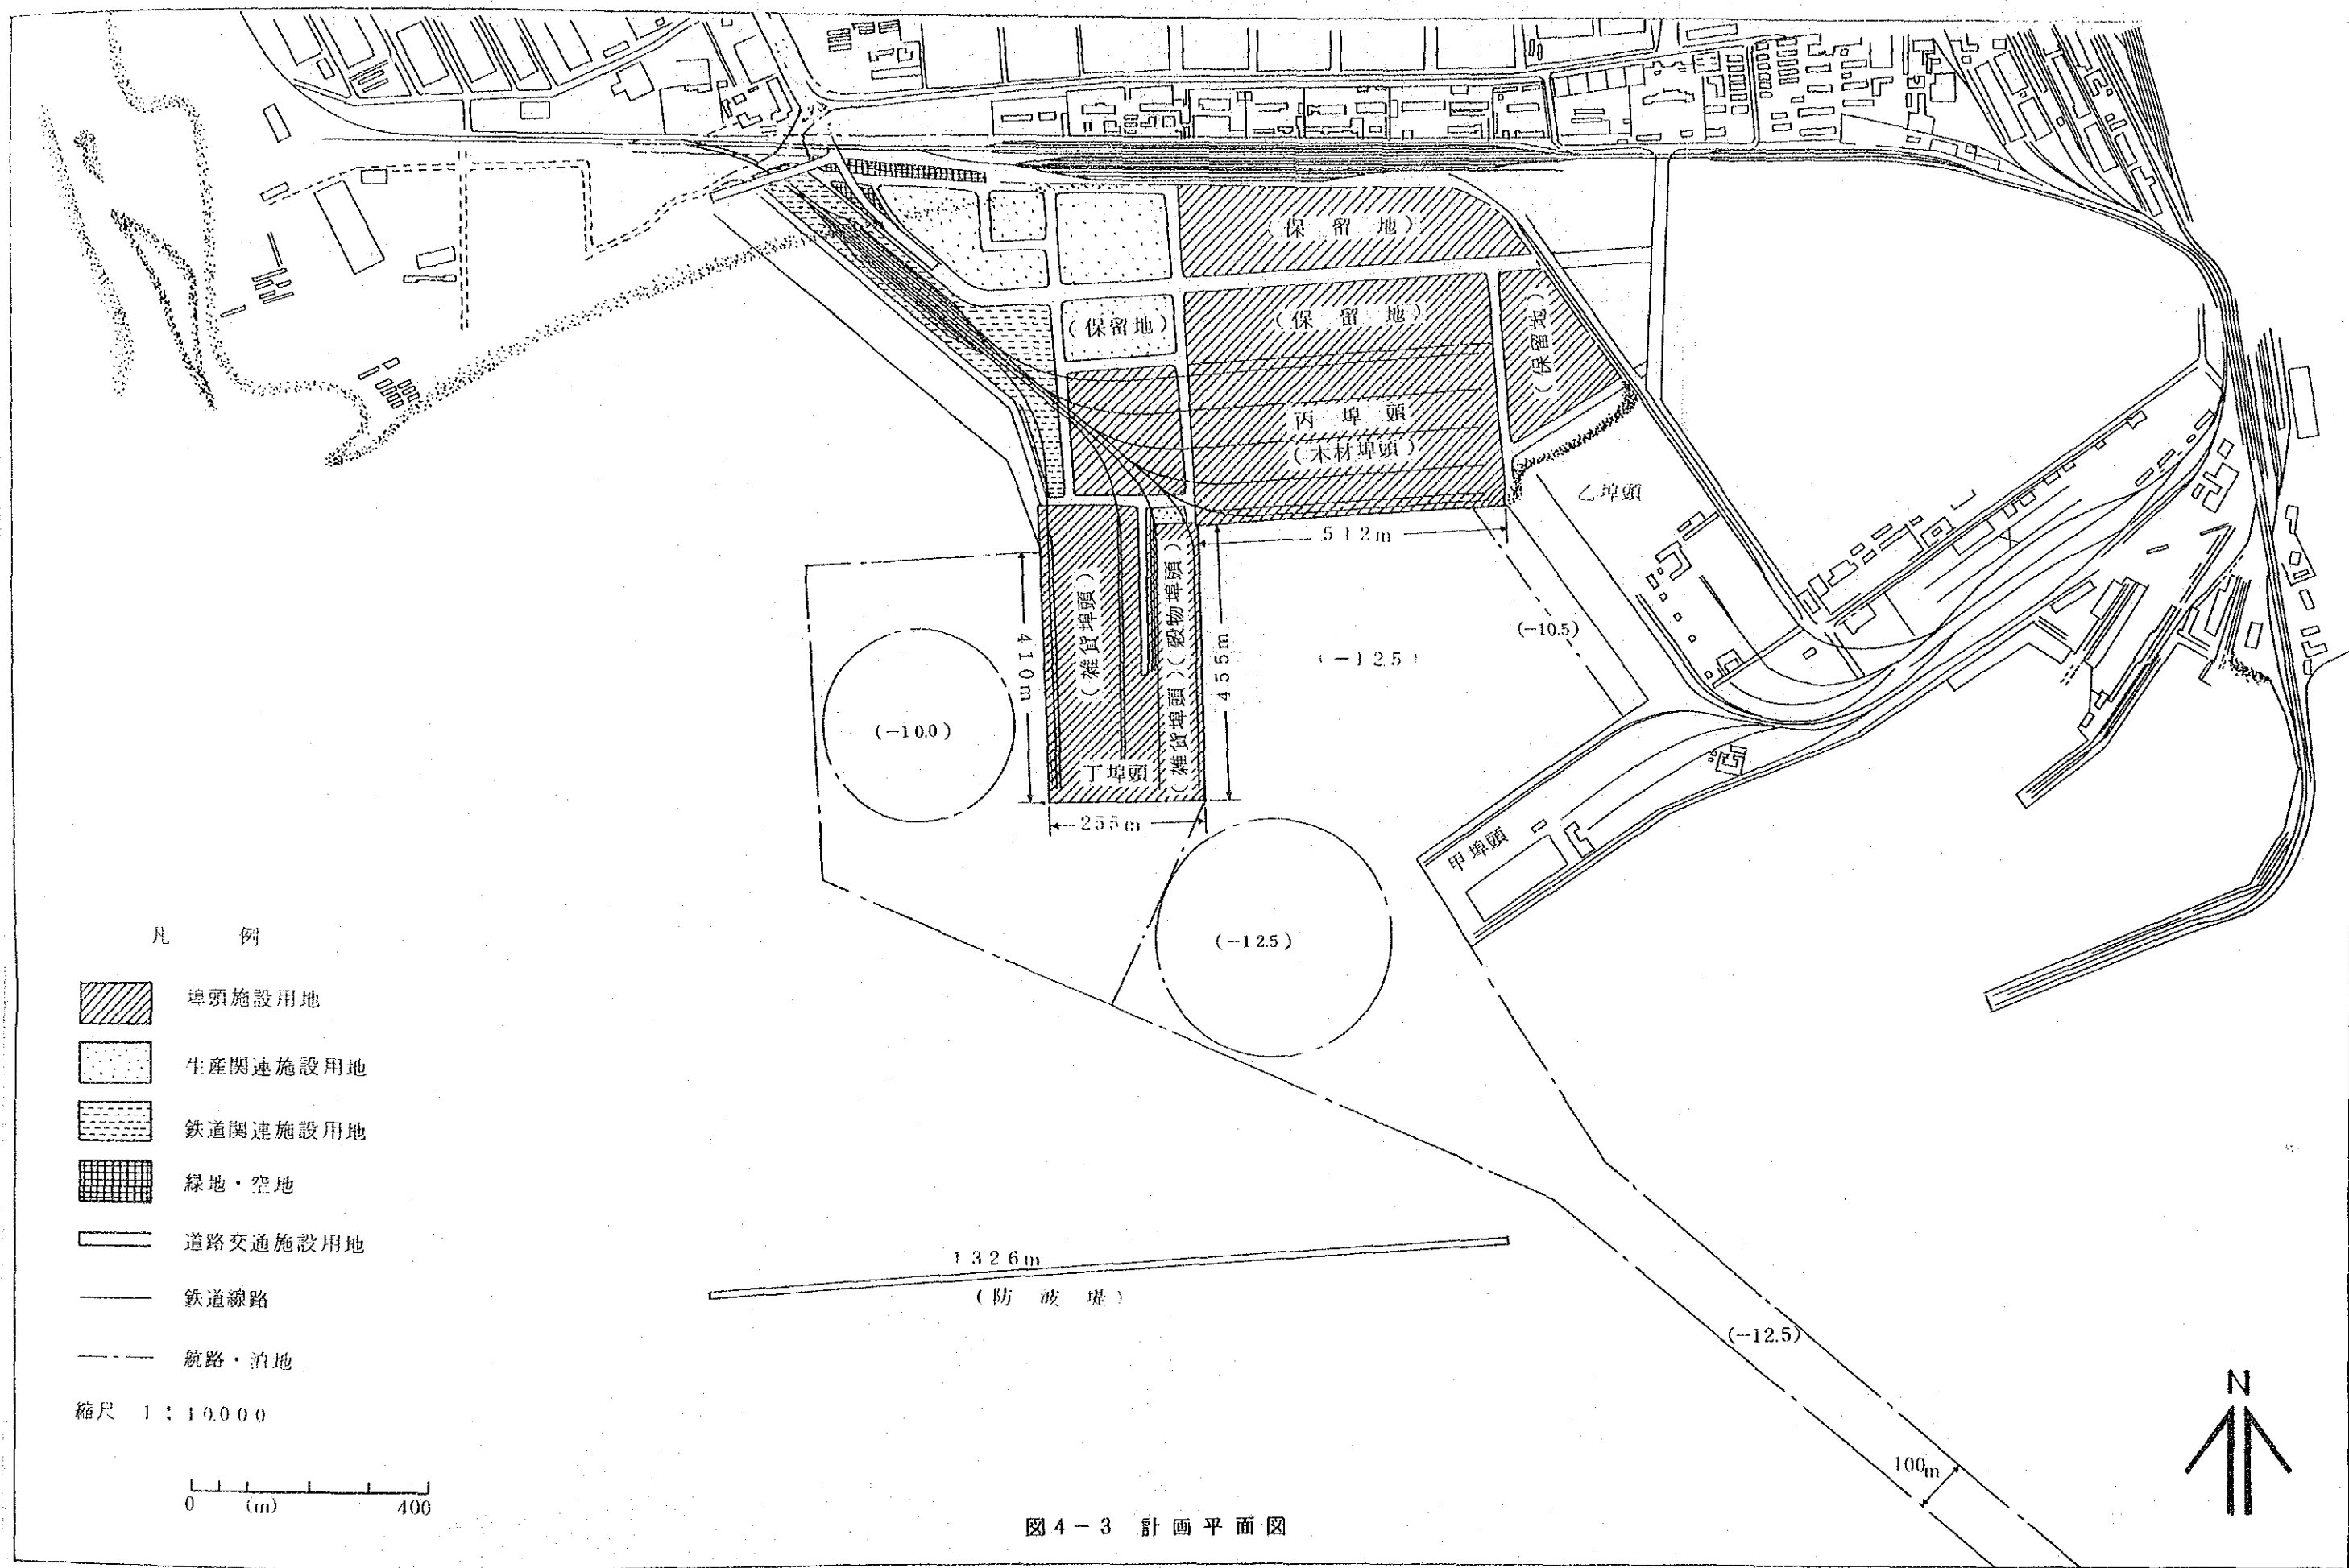 (保 留 地)
(保留地)
(保 留 地)
(保留地)
丙 埠 頭
(木材埠頭)
乙埠頭
512m
(雑貨埠頭)
(雑貨埠頭)(穀物埠頭)
410m
455m
(-10.5)
(-12.5)
(-10.0)
丁埠頭
255m
甲埠頭
(-12.5)
凡 例
埠頭施設用地
生産関連施設用地
鉄道関連施設用地
緑地・空地
道路交通施設用地
鉄道線路
航路・泊地
縮尺 1:10.000
0 (m) 400
1326m
(防 波 堤)
(-12.5)
100m
N
図4-3 計画平面図